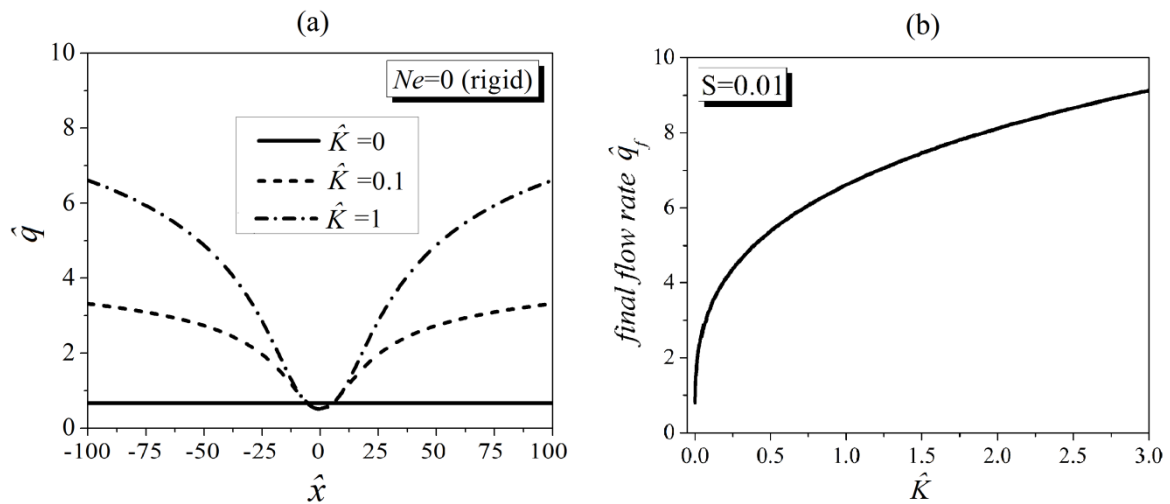 (a)
10
8
6
4
2
0
q̂
Ne=0 (rigid)
K̂ =0
K̂ =0.1
K̂ =1
-100 -75 -50 -25 0 25 50 75 100
x̂
(b)
10
8
6
4
2
0
final flow rate q̂_f
S=0.01
0.0 0.5 1.0 1.5 2.0 2.5 3.0
K̂